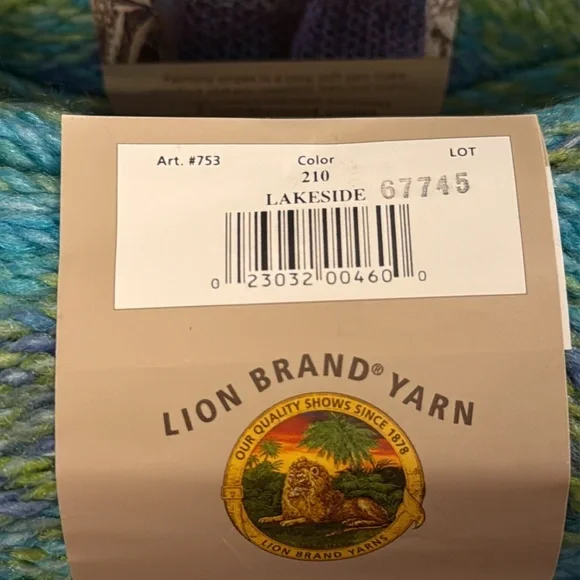 Art. #753 Color LOT
210
LAKESIDE 67745
0 23032 00460 0
LION BRAND® YARN
OUR QUALITY SHOWS SINCE 1878
LION BRAND YARNS